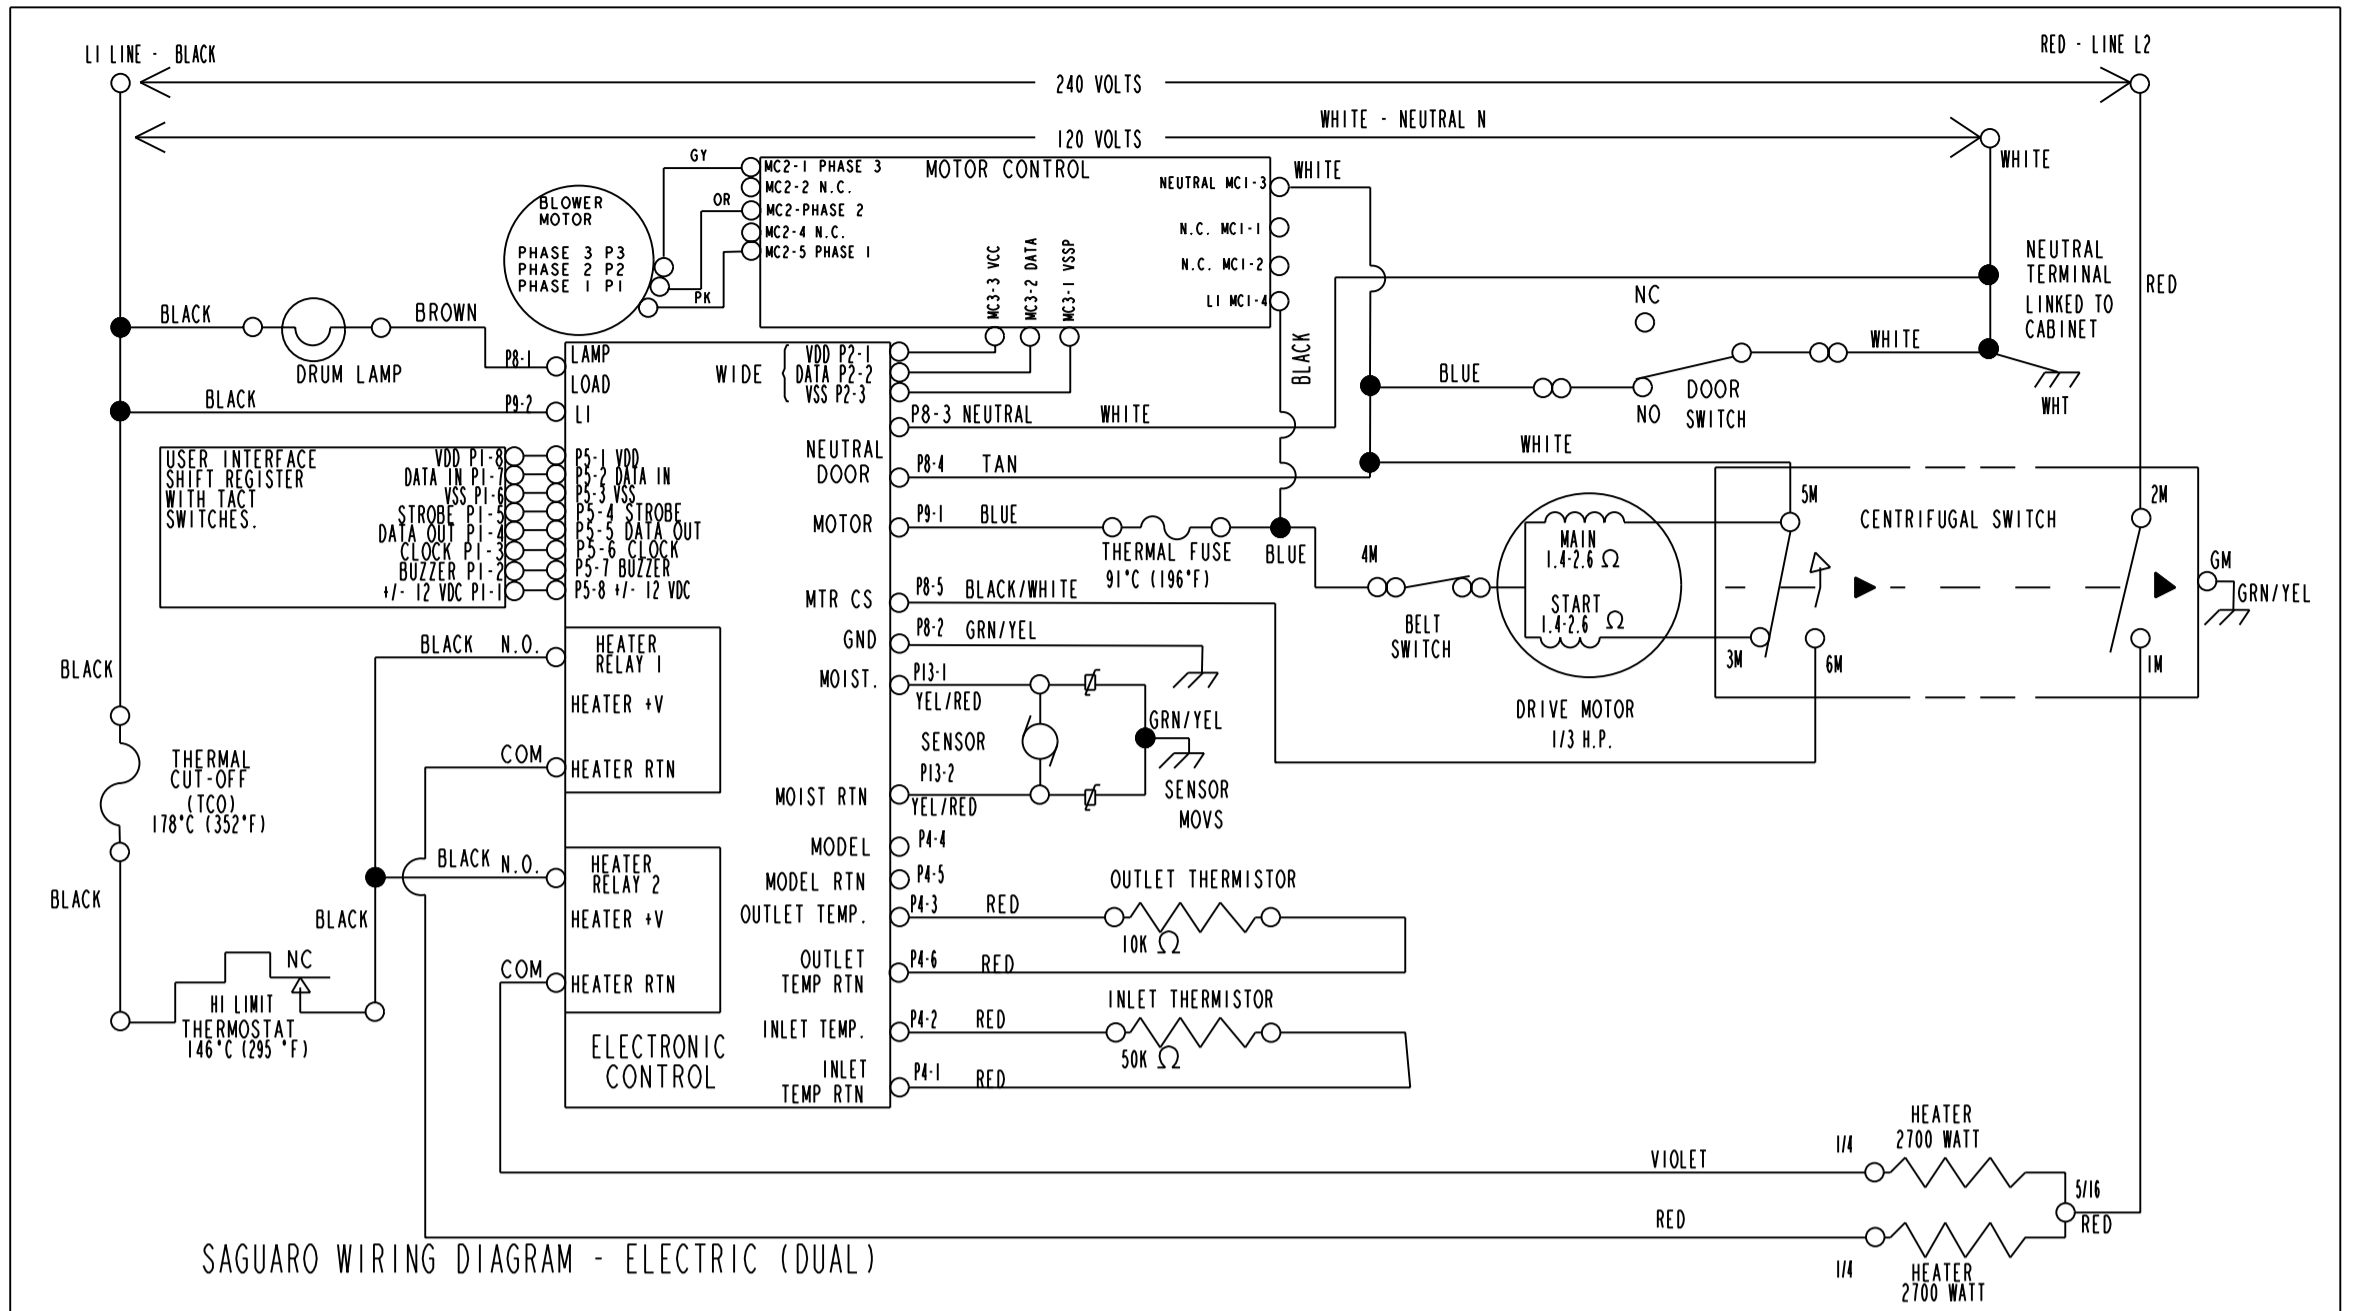 L1 LINE - BLACK
RED - LINE L2
240 VOLTS
WHITE - NEUTRAL N
120 VOLTS
WHITE
GY
MC2-1 PHASE 3
MOTOR CONTROL
NEUTRAL MC1-3
WHITE
MC2-2 N.C.
OR
MC2-PHASE 2
MC2-4 N.C.
N.C. MC1-1
MC2-5 PHASE 1
N.C. MC1-2
L1 MC1-4
MC3-3 VCC
MC3-2 DATA
MC3-1 VSSP
BLOWER
MOTOR
PHASE 3 P3
PHASE 2 P2
PHASE 1 P1
PK
NEUTRAL
TERMINAL
LINKED TO
CABINET
RED
NC
BLACK
BROWN
DRUM LAMP
P8-1
LAMP
LOAD
WIDE
VDD P2-1
DATA P2-2
VSS P2-3
BLACK
BLUE
NO
DOOR
SWITCH
WHITE
WHT
BLACK
P9-2
L1
P8-3 NEUTRAL
WHITE
NEUTRAL
DOOR
P8-4
TAN
WHITE
USER INTERFACE
SHIFT REGISTER
WITH TACT
SWITCHES.
VDD P1-8
P5-1 VDD
DATA IN P1-7
P5-2 DATA IN
VSS P1-6
P5-3 VSS
STROBE P1-5
P5-4 STROBE
DATA OUT P1-4
P5-5 DATA OUT
CLOCK P1-3
P5-6 CLOCK
BUZZER P1-2
P5-7 BUZZER
+/- 12 VDC P1-1
P5-8 +/- 12 VDC
MOTOR
P9-1
BLUE
THERMAL FUSE
91°C (196°F)
BLUE
4M
BELT
SWITCH
MAIN
1.4-2.6 Ω
START
1.4-2.6 Ω
DRIVE MOTOR
1/3 H.P.
5M
CENTRIFUGAL SWITCH
2M
3M
6M
1M
GM
GRN/YEL
MTR CS
P8-5
BLACK/WHITE
GND
P8-2
GRN/YEL
BLACK
N.O.
HEATER
RELAY 1
HEATER +V
COM
HEATER RTN
MOIST.
P13-1
YEL/RED
SENSOR
GRN/YEL
P13-2
MOIST RTN
YEL/RED
SENSOR
MOVS
BLACK
THERMAL
CUT-OFF
(TCO)
178°C (352°F)
BLACK
BLACK
N.O.
HEATER
RELAY 2
HEATER +V
BLACK
COM
HEATER RTN
NC
HI LIMIT
THERMOSTAT
146°C (295 °F)
MODEL
P4-4
MODEL RTN
P4-5
OUTLET TEMP.
P4-3
RED
OUTLET THERMISTOR
10K Ω
OUTLET
TEMP RTN
P4-6
RED
INLET THERMISTOR
INLET TEMP.
P4-2
RED
50K Ω
INLET
TEMP RTN
P4-1
RED
ELECTRONIC
CONTROL
VIOLET
1/4
HEATER
2700 WATT
5/16
RED
RED
1/4
HEATER
2700 WATT
SAGUARO WIRING DIAGRAM - ELECTRIC (DUAL)